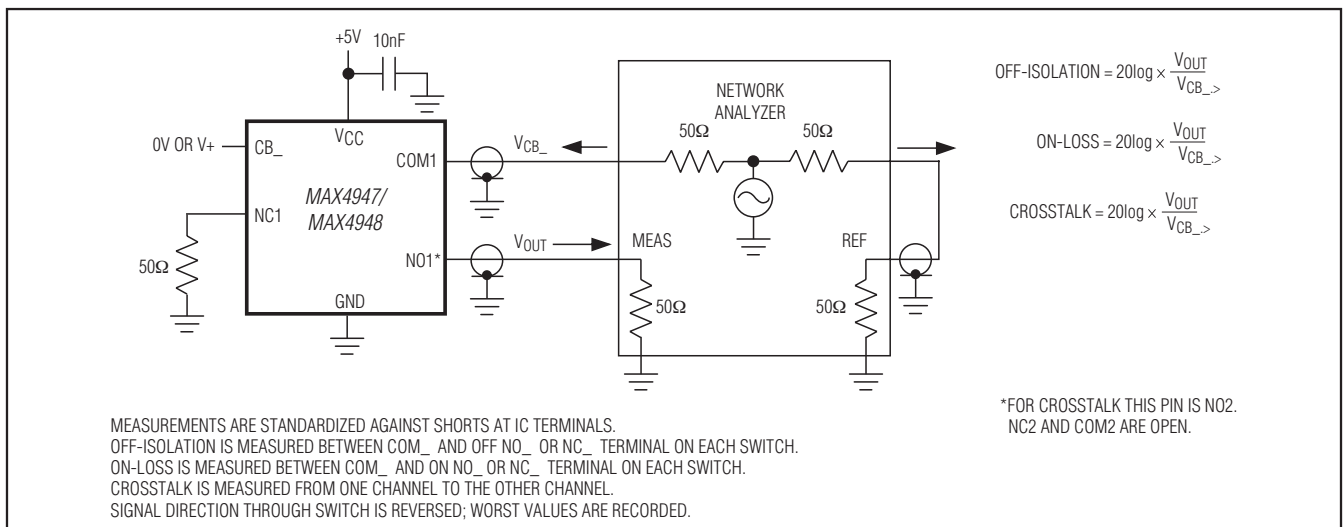 +5V
10nF
VCC
0V OR V+
CB_
COM1
VCB_
MAX4947/
MAX4948
NC1
50Ω
NO1*
VOUT
GND
NETWORK
ANALYZER
50Ω
50Ω
MEAS
REF
50Ω
50Ω
OFF-ISOLATION = 20log × VOUT
VCB_.>
ON-LOSS = 20log × VOUT
VCB_.>
CROSSTALK = 20log × VOUT
VCB_.>
*FOR CROSSTALK THIS PIN IS NO2.
NC2 AND COM2 ARE OPEN.
MEASUREMENTS ARE STANDARDIZED AGAINST SHORTS AT IC TERMINALS.
OFF-ISOLATION IS MEASURED BETWEEN COM_ AND OFF NO_ OR NC_ TERMINAL ON EACH SWITCH.
ON-LOSS IS MEASURED BETWEEN COM_ AND ON NO_ OR NC_ TERMINAL ON EACH SWITCH.
CROSSTALK IS MEASURED FROM ONE CHANNEL TO THE OTHER CHANNEL.
SIGNAL DIRECTION THROUGH SWITCH IS REVERSED; WORST VALUES ARE RECORDED.